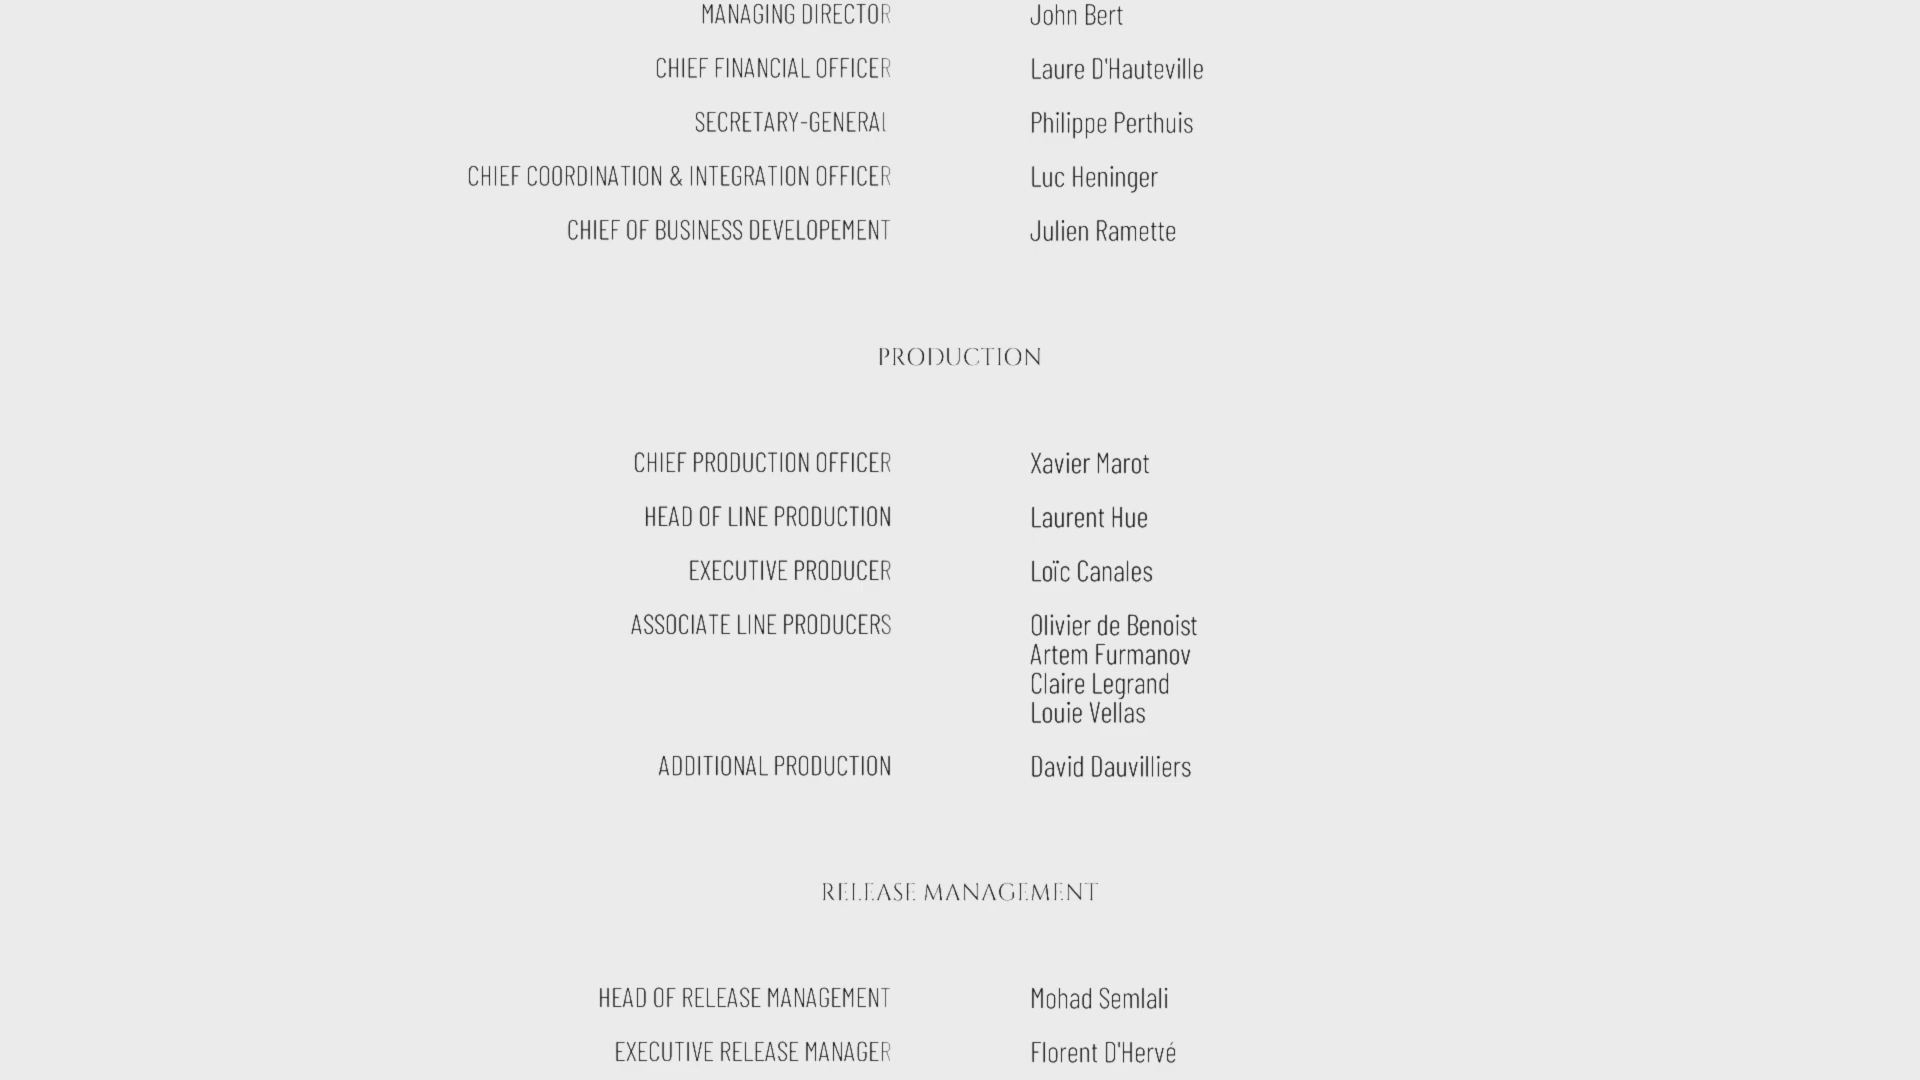 MANAGING DIRECTOR John Bert
CHIEF FINANCIAL OFFICER Laure D'Hauteville
SECRETARY-GENERAL Philippe Perthuis
CHIEF COORDINATION & INTEGRATION OFFICER Luc Heninger
CHIEF OF BUSINESS DEVELOPEMENT Julien Ramette
PRODUCTION
CHIEF PRODUCTION OFFICER Xavier Marot
HEAD OF LINE PRODUCTION Laurent Hue
EXECUTIVE PRODUCER Loïc Canales
ASSOCIATE LINE PRODUCERS Olivier de Benoist
Artem Furmanov
Claire Legrand
Louie Vellas
ADDITIONAL PRODUCTION David Dauvilliers
RELEASE MANAGEMENT
HEAD OF RELEASE MANAGEMENT Mohad Semlali
EXECUTIVE RELEASE MANAGER Florent D'Hervé